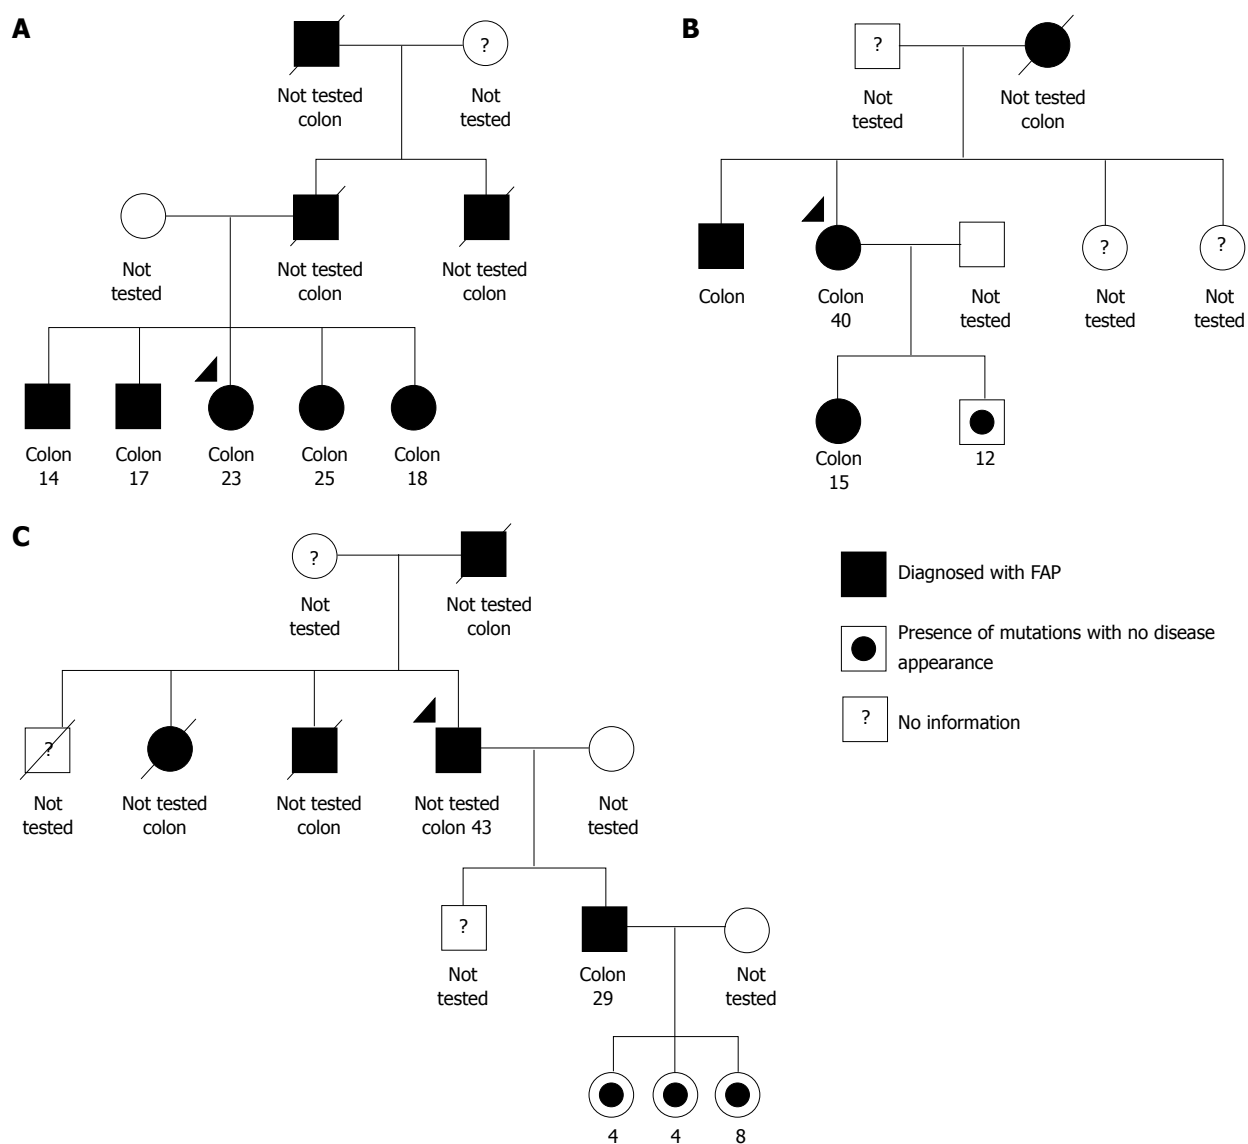 A
?
Not tested
colon
Not
tested
Not
tested
Not tested
colon
Not tested
colon
Colon
14
Colon
17
Colon
23
Colon
25
Colon
18
B
?
Not
tested
Not tested
colon
?
?
Colon
Colon
40
Not
tested
Not
tested
Not
tested
Colon
15
12
C
?
Not
tested
Not tested
colon
?
Not
tested
Not tested
colon
Not tested
colon
Not tested
colon 43
Not
tested
?
Not
tested
Colon
29
Not
tested
4
4
8
Diagnosed with FAP
Presence of mutations with no disease
appearance
?
No information